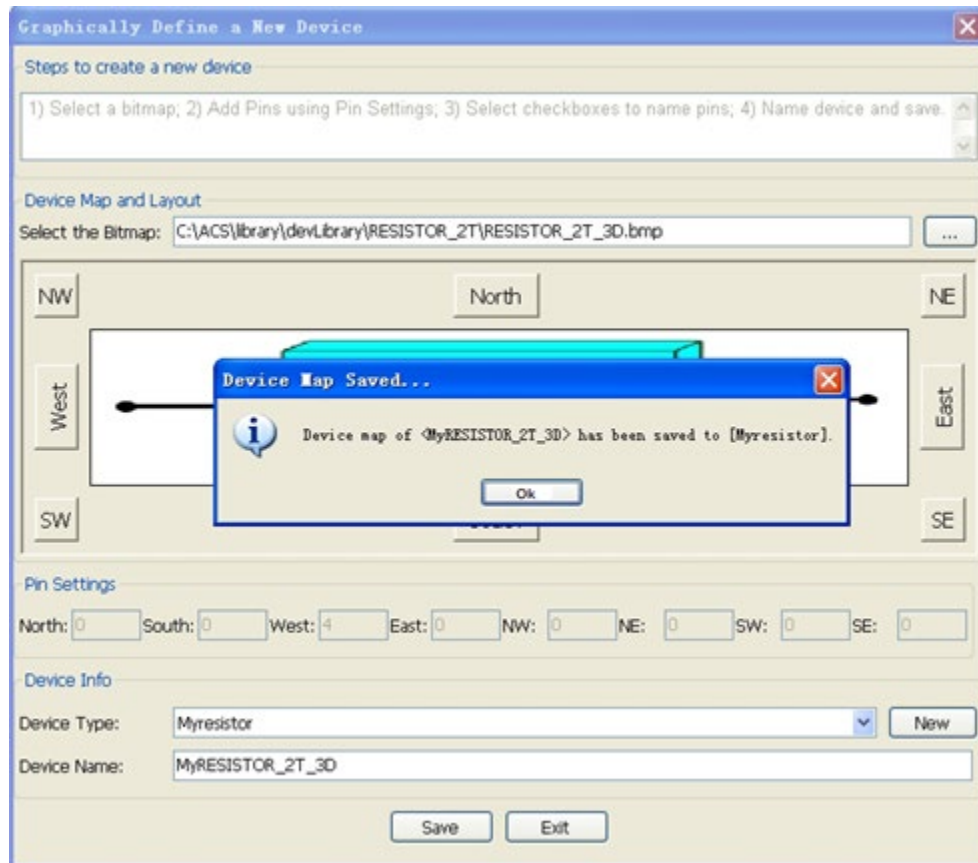 Graphically Define a New Device
Steps to create a new device
1) Select a bitmap; 2) Add Pins using Pin Settings; 3) Select checkboxes to name pins; 4) Name device and save.
Device Map and Layout
Select the Bitmap: C:\ACS\library\devLibrary\RESISTOR_2T\RESISTOR_2T_3D.bmp ...
NW North NE
West East
Device Map Saved...
Device map of <MyRESISTOR_2T_3D> has been saved to [Myresistor].
Ok
SW SE
Pin Settings
North: 0 South: 0 West: 4 East: 0 NW: 0 NE: 0 SW: 0 SE: 0
Device Info
Device Type: Myresistor New
Device Name: MyRESISTOR_2T_3D
Save Exit